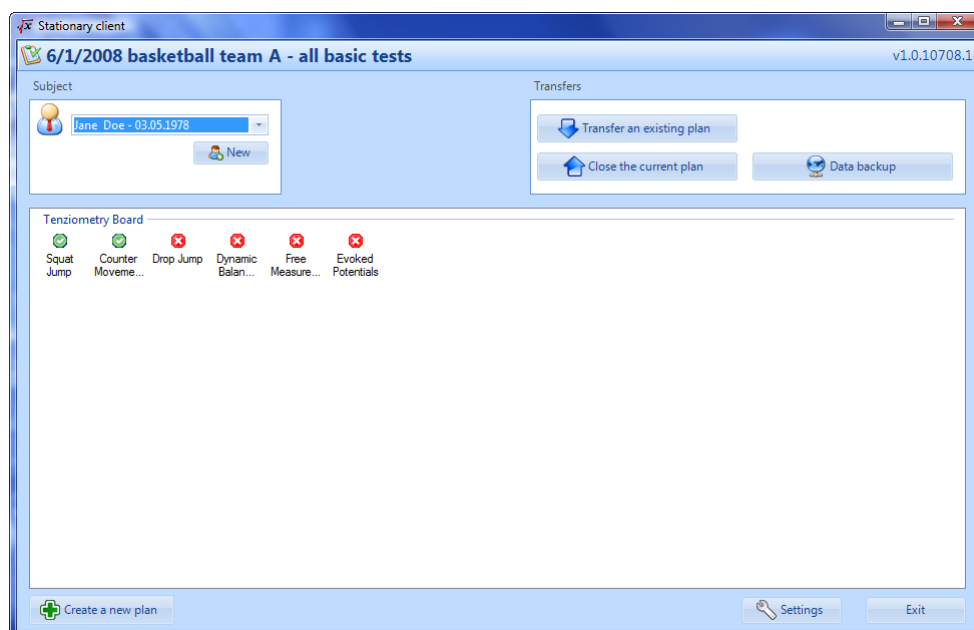 √x Stationary client
6/1/2008 basketball team A - all basic tests
v1.0.10708.1
Subject
Transfers
Jane Doe - 03.05.1978
New
Transfer an existing plan
Close the current plan
Data backup
Tenziometry Board
Squat Jump
Counter Moveme...
Drop Jump
Dynamic Balan...
Free Measure...
Evoked Potentials
Create a new plan
Settings
Exit